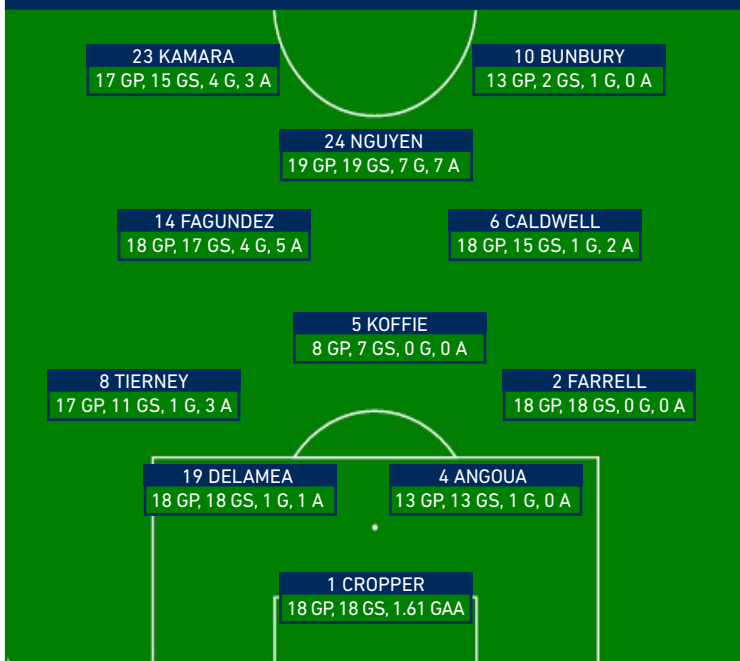 23 KAMARA
17 GP, 15 GS, 4 G, 3 A
10 BUNBURY
13 GP, 2 GS, 1 G, 0 A
24 NGUYEN
19 GP, 19 GS, 7 G, 7 A
14 FAGUNDEZ
18 GP, 17 GS, 4 G, 5 A
6 CALDWELL
18 GP, 15 GS, 1 G, 2 A
5 KOFFIE
8 GP, 7 GS, 0 G, 0 A
8 TIERNEY
17 GP, 11 GS, 1 G, 3 A
2 FARRELL
18 GP, 18 GS, 0 G, 0 A
19 DELAMEA
18 GP, 18 GS, 1 G, 1 A
4 ANGOUA
13 GP, 13 GS, 1 G, 0 A
1 CROPPER
18 GP, 18 GS, 1.61 GAA